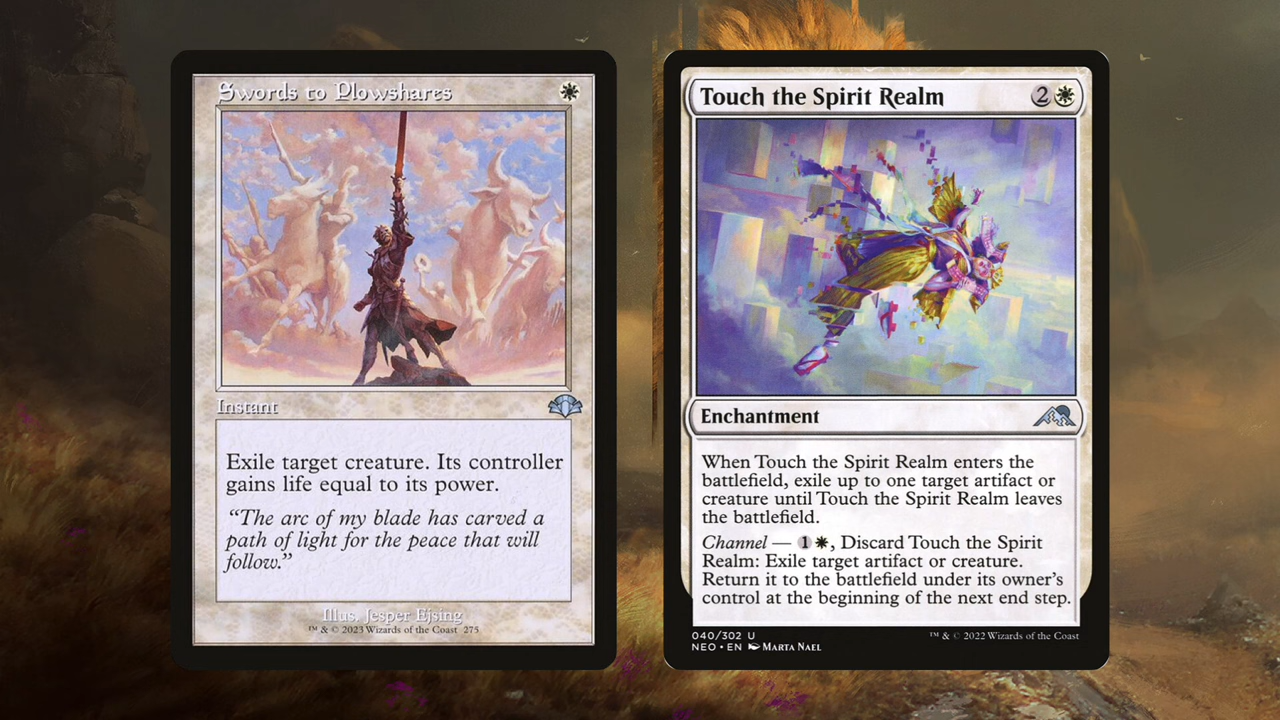 Swords to Plowshares
Instant
Exile target creature. Its controller
gains life equal to its power.
“The arc of my blade has carved a
path of light for the peace that will
follow.”
Illus. Jesper Ejsing
™ & © 2023 Wizards of the Coast 275
Touch the Spirit Realm 2
Enchantment
When Touch the Spirit Realm enters the
battlefield, exile up to one target artifact or
creature until Touch the Spirit Realm leaves
the battlefield.
Channel — 1, Discard Touch the Spirit
Realm: Exile target artifact or creature.
Return it to the battlefield under its owner’s
control at the beginning of the next end step.
040/302 U
NEO • EN Marta Nael
™ & © 2022 Wizards of the Coast